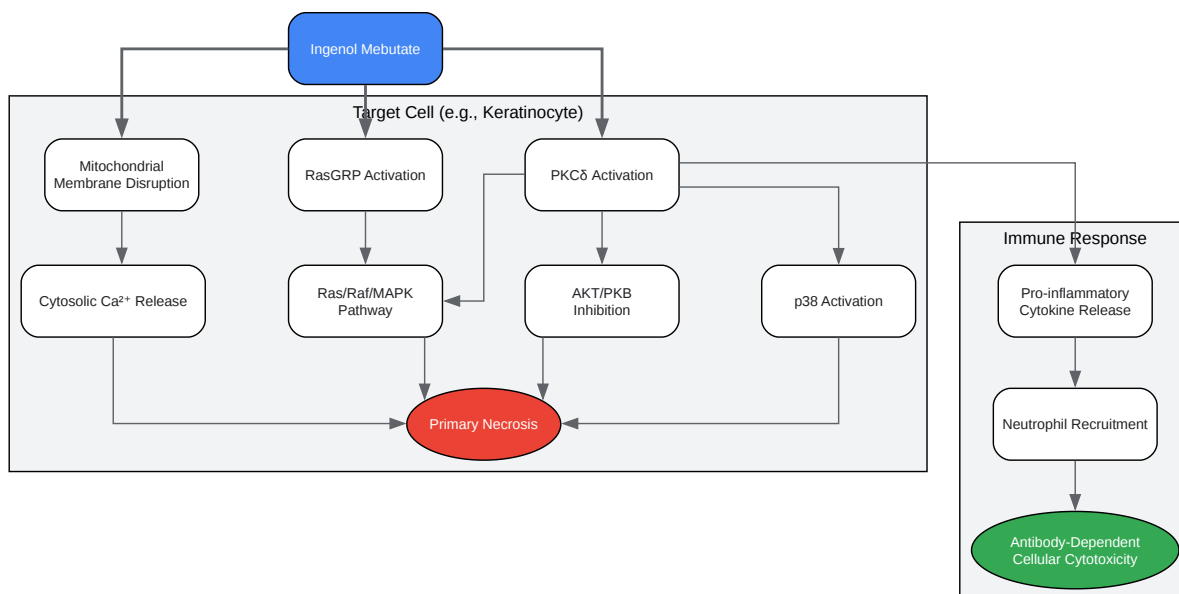 Ingenol Mebutate
Target Cell (e.g., Keratinocyte)
Mitochondrial
Membrane Disruption
RasGRP Activation
PKCδ Activation
Immune Response
Cytosolic Ca²⁺ Release
Ras/Raf/MAPK
Pathway
AKT/PKB
Inhibition
p38 Activation
Pro-inflammatory
Cytokine Release
Primary Necrosis
Neutrophil Recruitment
Antibody-Dependent
Cellular Cytotoxicity